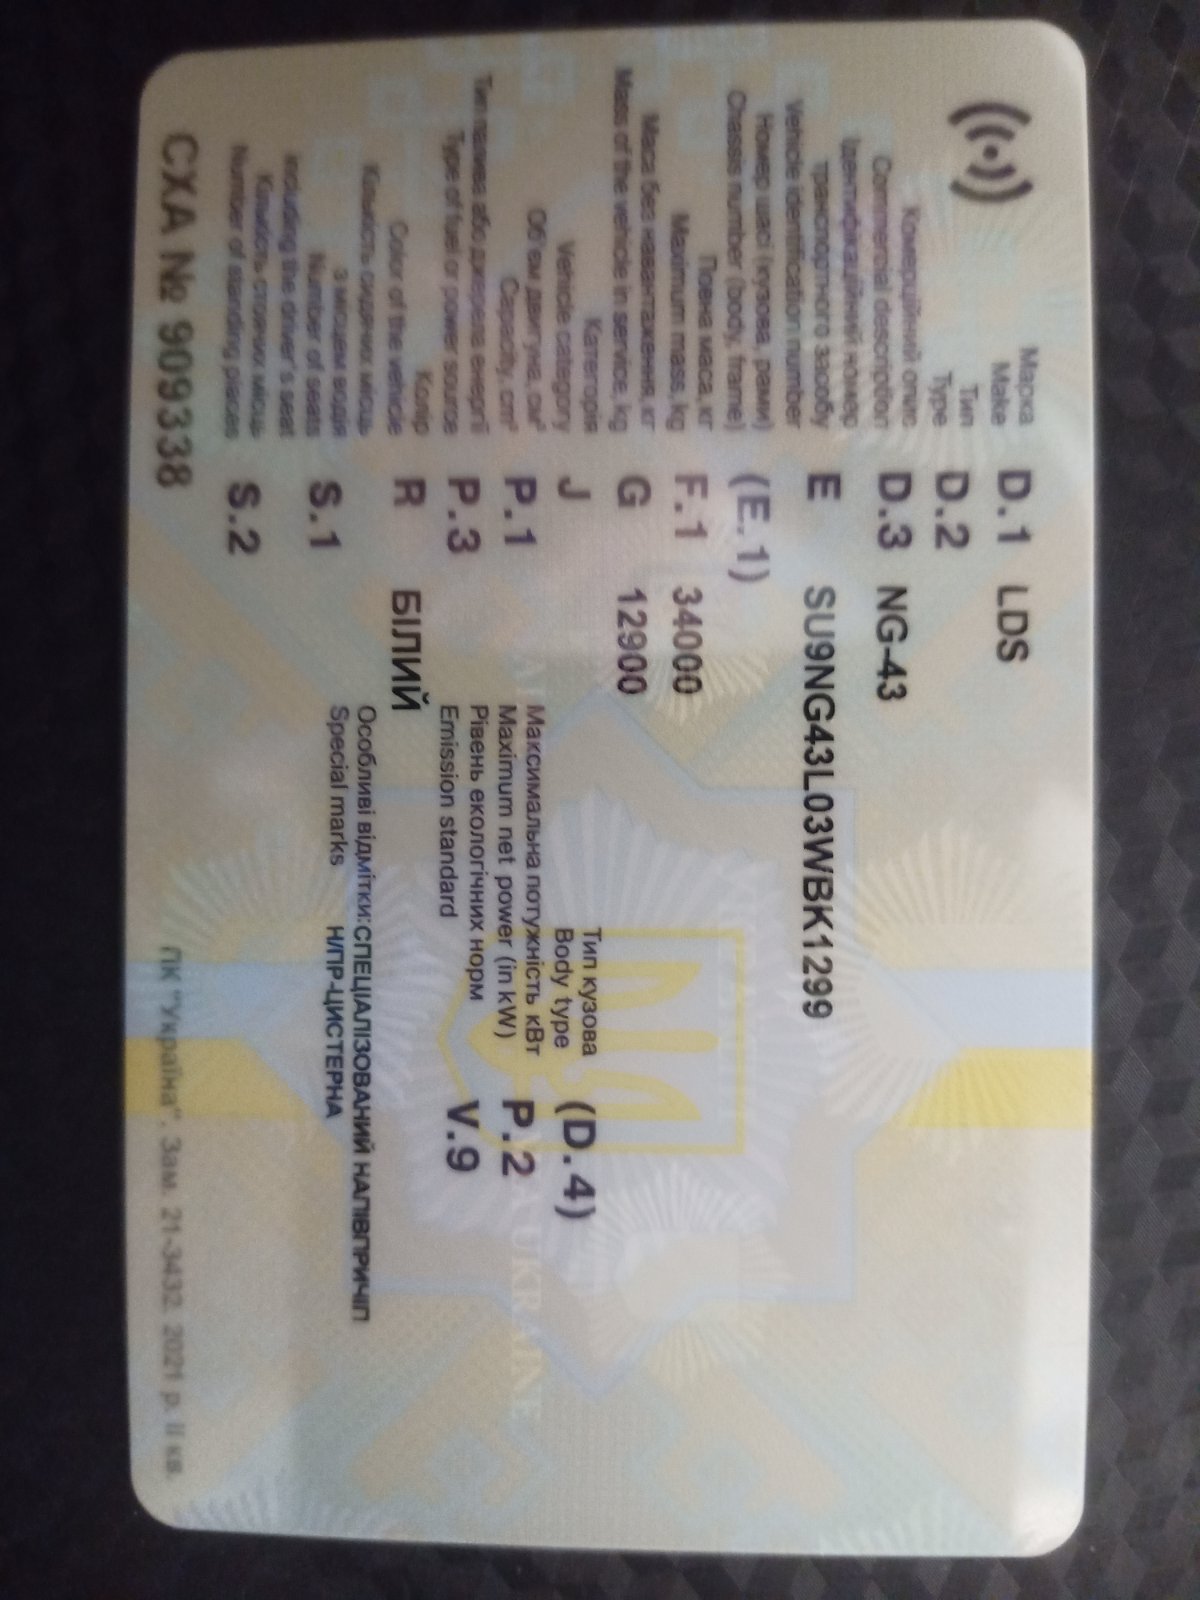 Марка
Make D.1 LDS
Тип
Type D.2
Комерційний опис
Commercial description D.3 NG-43
Ідентифікаційний номер
транспортного засобу
Vehicle identification number E SU9NG43L03WBK1299
Номер шасі (кузова, рами)
Chassis number (body, frame) (E.1)
Повна маса, кг
Maximum mass, kg F.1 34000
Маса без навантаження, кг
Mass of the vehicle in service, kg G 12900
Категорія
Vehicle category J
Тип кузова
Body type (D.4)
Об'єм двигуна, см³
Capacity, cm³ P.1
Максимальна потужність кВт
Maximum net power (in kW) P.2
Тип палива або джерела енергії
Type of fuel or power source P.3
Рівень екологічних норм
Emission standard V.9
Колір
Color of the vehicle R БІЛИЙ
Кількість сидячих місць
з місцем водія
Number of seats
including the driver's seat S.1
Особливі відмітки: СПЕЦІАЛІЗОВАНИЙ НАПІВПРИЧІП
Special marks Н/ПР-ЦИСТЕРНА
Кількість стоячих місць
Number of standing places S.2
СХА № 909338
ПК "Україна". Зам. 21-3432. 2021 р. II кв.
UKRAINE